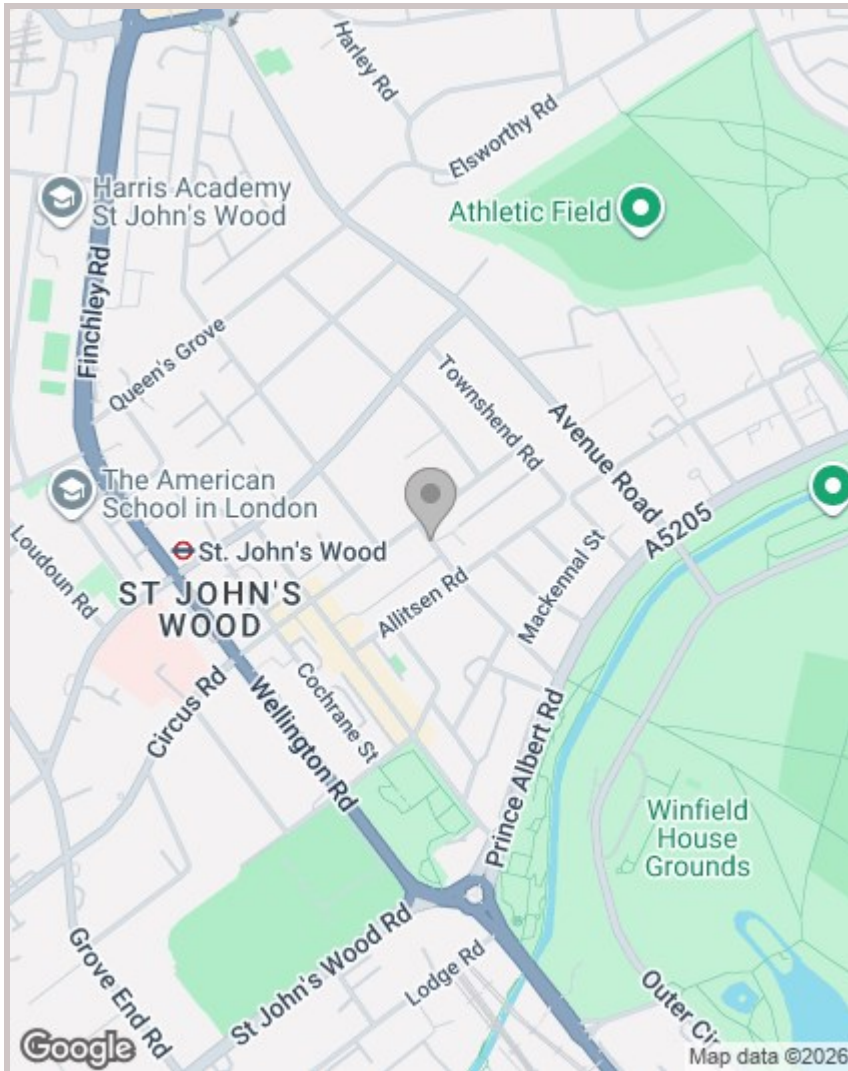 Harley Rd
Elsworthy Rd
Harris Academy
St John's Wood
Athletic Field
Finchley Rd
Queen's Grove
Townshend Rd
Avenue Road
The American
School in London
A5205
Loudoun Rd
St. John's Wood
ST JOHN'S
WOOD
Allitsen Rd
Mackennal St
Circus Rd
Cochrane St
Wellington Rd
Prince Albert Rd
Winfield
House
Grounds
Grove End Rd
St John's Wood Rd
Lodge Rd
Outer Cir
Google
Map data ©2026